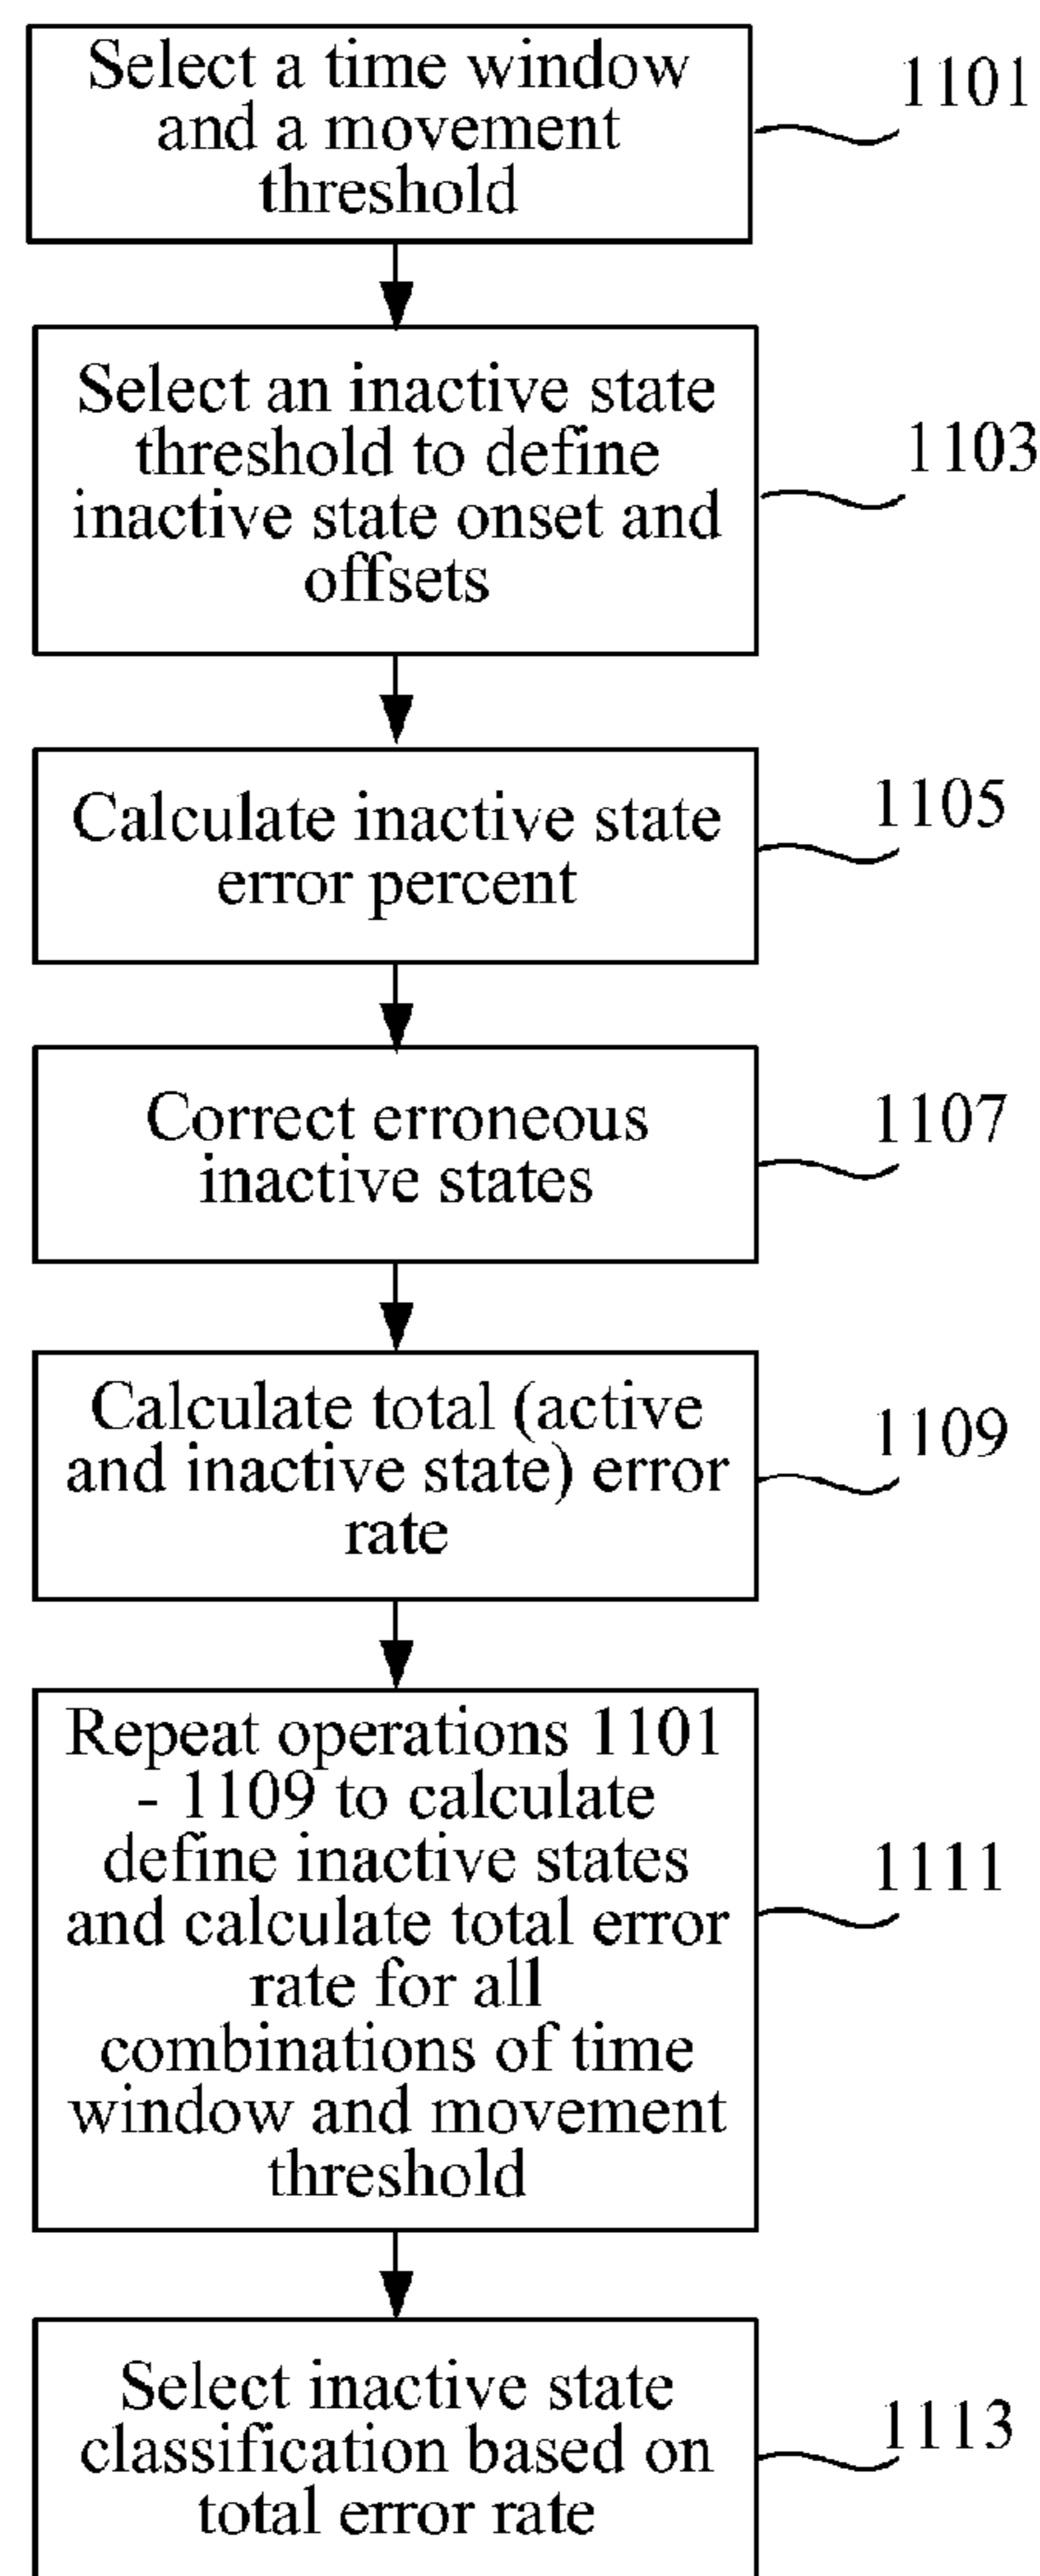 Select a time window
and a movement
threshold
1101
Select an inactive state
threshold to define
inactive state onset and
offsets
1103
Calculate inactive state
error percent
1105
Correct erroneous
inactive states
1107
Calculate total (active
and inactive state) error
rate
1109
Repeat operations 1101
- 1109 to calculate
define inactive states
and calculate total error
rate for all
combinations of time
window and movement
threshold
1111
Select inactive state
classification based on
total error rate
1113